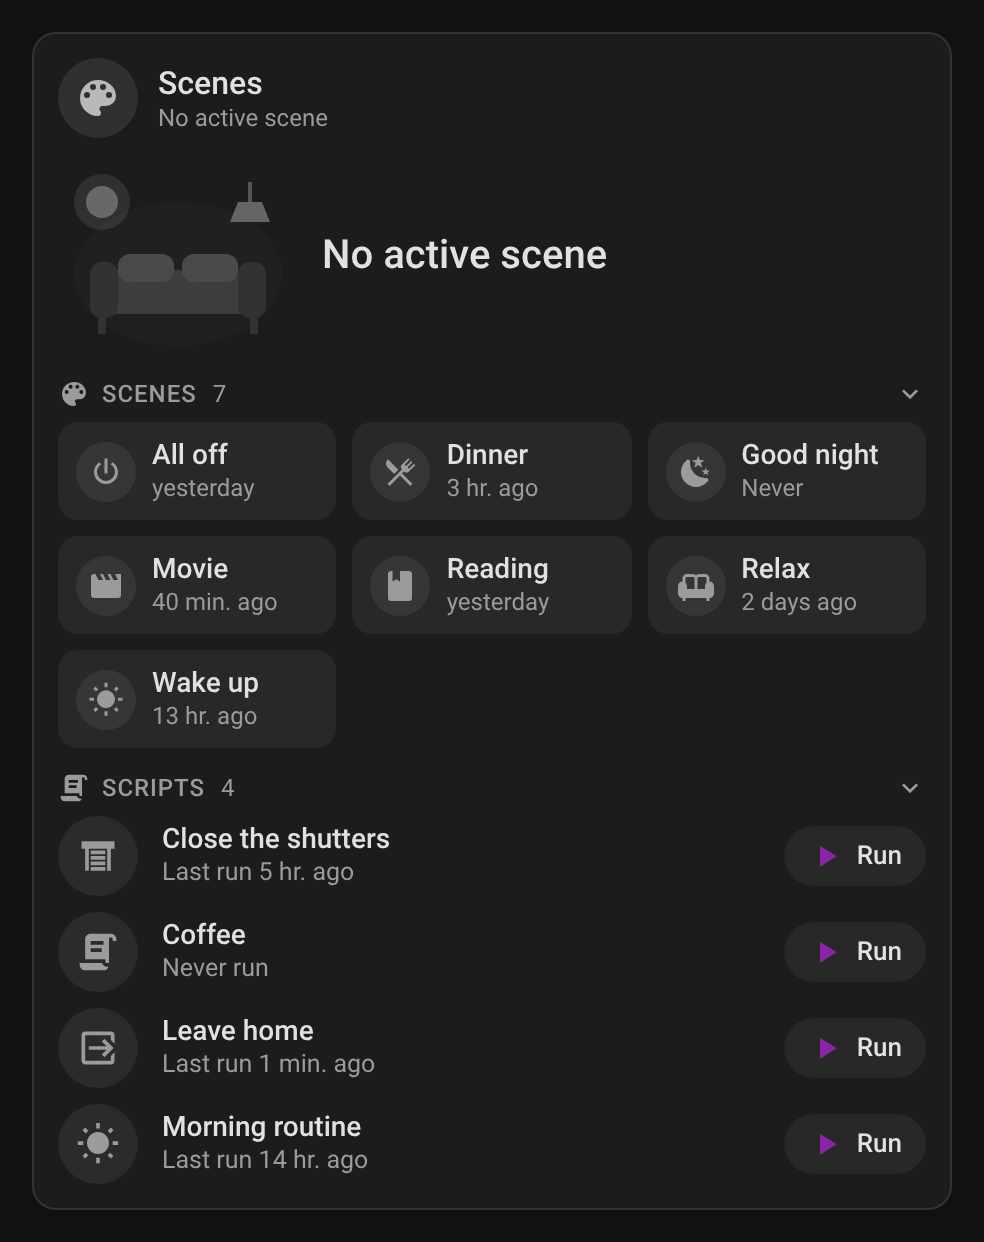 Scenes
No active scene
No active scene
SCENES 7
All off
yesterday
Dinner
3 hr. ago
Good night
Never
Movie
40 min. ago
Reading
yesterday
Relax
2 days ago
Wake up
13 hr. ago
SCRIPTS 4
Close the shutters
Last run 5 hr. ago
Run
Coffee
Never run
Run
Leave home
Last run 1 min. ago
Run
Morning routine
Last run 14 hr. ago
Run